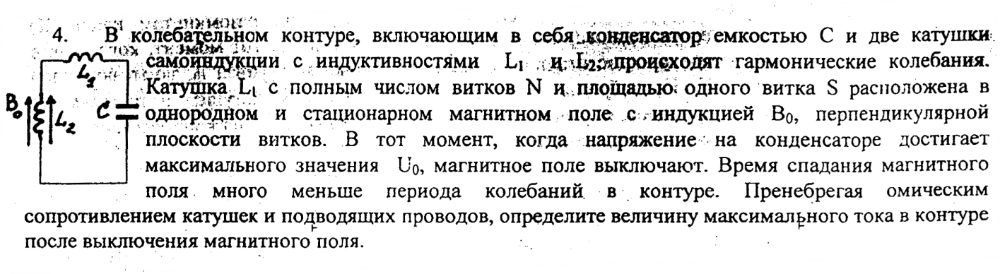 4. В колебательном контуре, включающим в себя конденсатор емкостью С и две катушки
L₁ самоиндукции с индуктивностями L₁ и L₂, происходят гармонические колебания.
Катушка L₁ с полным числом витков N и площадью одного витка S расположена в
B₀ L₂ C однородном и стационарном магнитном поле с индукцией B₀, перпендикулярной
плоскости витков. В тот момент, когда напряжение на конденсаторе достигает
максимального значения U₀, магнитное поле выключают. Время спадания магнитного
поля много меньше периода колебаний в контуре. Пренебрегая омическим
сопротивлением катушек и подводящих проводов, определите величину максимального тока в контуре
после выключения магнитного поля.